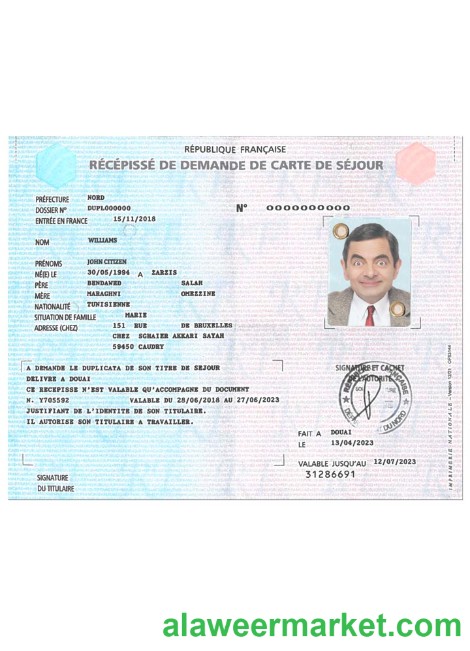 RÉPUBLIQUE FRANÇAISE
RÉCÉPISSÉ DE DEMANDE DE CARTE DE SÉJOUR
PRÉFECTURE NORD
DOSSIER N° DUPL000000 N° 0000000000
ENTRÉE EN FRANCE 15/11/2018
NOM WILLIAMS
PRÉNOMS JOHN CITIZEN
NÉ(E) LE 30/05/1994 A ZARZIS
PÈRE BENDAWED SALAH
MÈRE MARAGHNI OMEZZINE
NATIONALITÉ TUNISIENNE
SITUATION DE FAMILLE MARIE
ADRESSE (CHEZ) 151 RUE DE BRUXELLES
CHEZ SGHAIER AKKARI SAYAH
59450 CAUDRY
A DEMANDE LE DUPLICATA DE SON TITRE DE SEJOUR
DELIVRE A DOUAI
CE RECEPISSE N'EST VALABLE QU'ACCOMPAGNE DU DOCUMENT
N. Y705592 VALABLE DU 28/06/2018 AU 27/06/2023
JUSTIFIANT DE L'IDENTITE DE SON TITULAIRE.
IL AUTORISE SON TITULAIRE A TRAVAILLER.
SIGNATURE ET CACHET
DE L'AUTORITÉ
FAIT A DOUAI
LE 13/04/2023
VALABLE JUSQU'AU 12/07/2023
31286691
SIGNATURE
DU TITULAIRE
IMPRIMERIE NATIONALE
alaweermarket.com